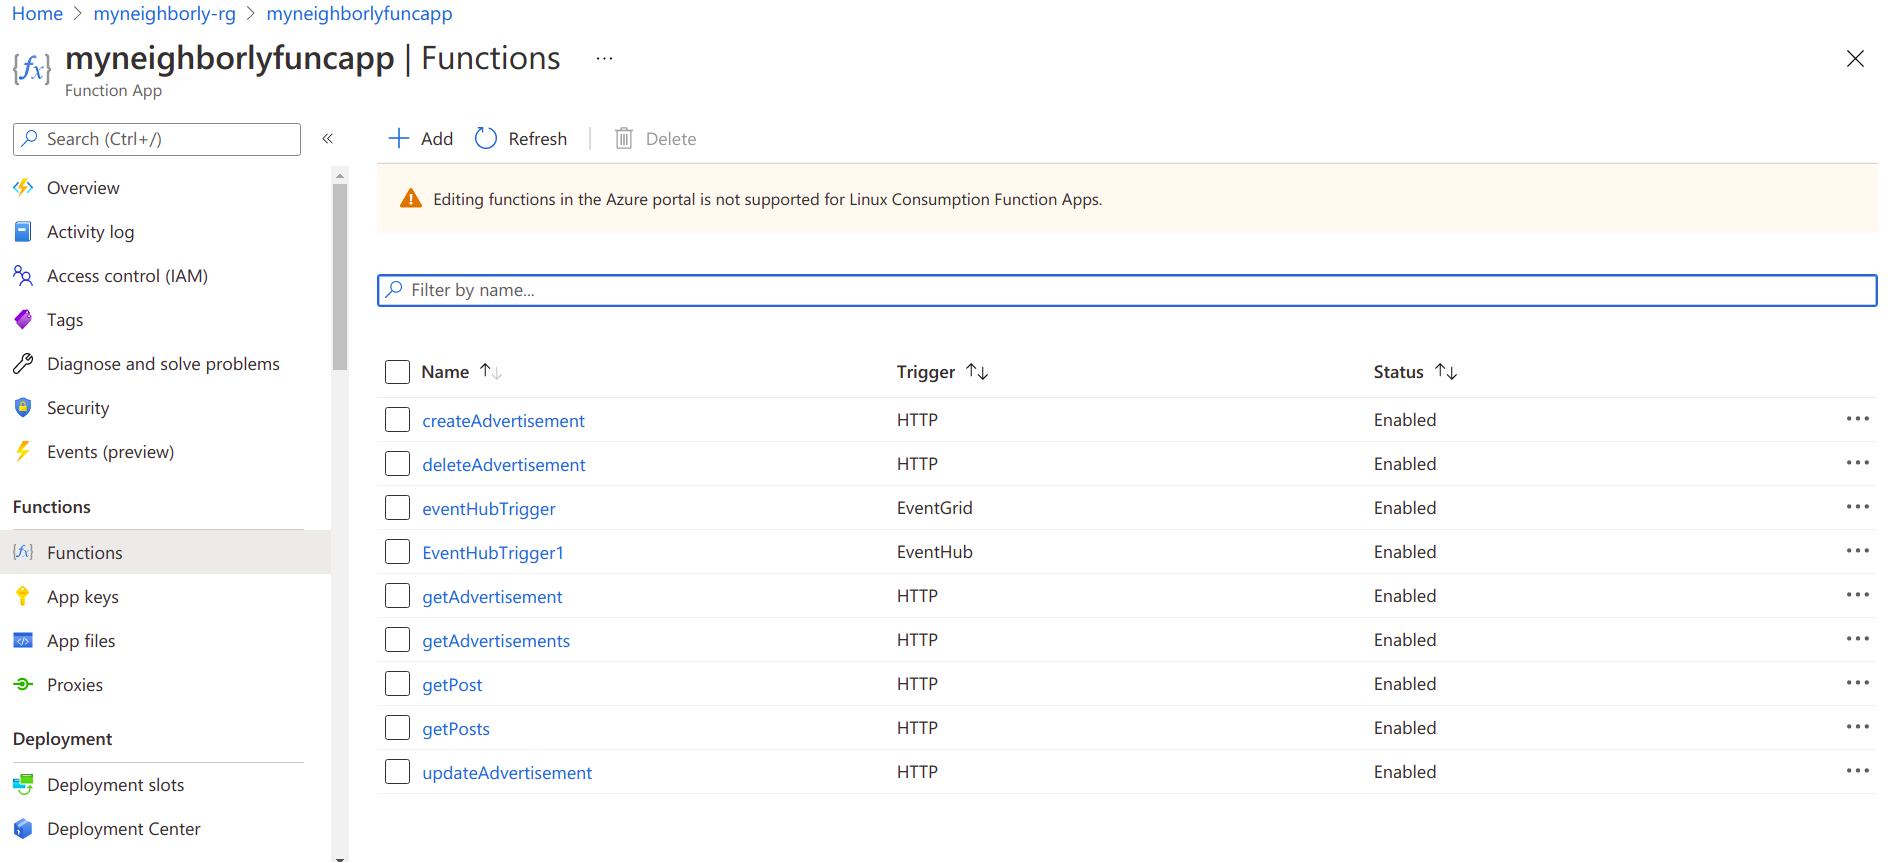 Home > myneighborly-rg > myneighborlyfuncapp
myneighborlyfuncapp | Functions ...
Function App
Search (Ctrl+/)
«
Add
Refresh
Delete
Overview
Activity log
Access control (IAM)
Tags
Diagnose and solve problems
Security
Events (preview)
Functions
Functions
App keys
App files
Proxies
Deployment
Deployment slots
Deployment Center
Editing functions in the Azure portal is not supported for Linux Consumption Function Apps.
Filter by name...
Name Trigger Status
createAdvertisement HTTP Enabled
deleteAdvertisement HTTP Enabled
eventHubTrigger EventGrid Enabled
EventHubTrigger1 EventHub Enabled
getAdvertisement HTTP Enabled
getAdvertisements HTTP Enabled
getPost HTTP Enabled
getPosts HTTP Enabled
updateAdvertisement HTTP Enabled